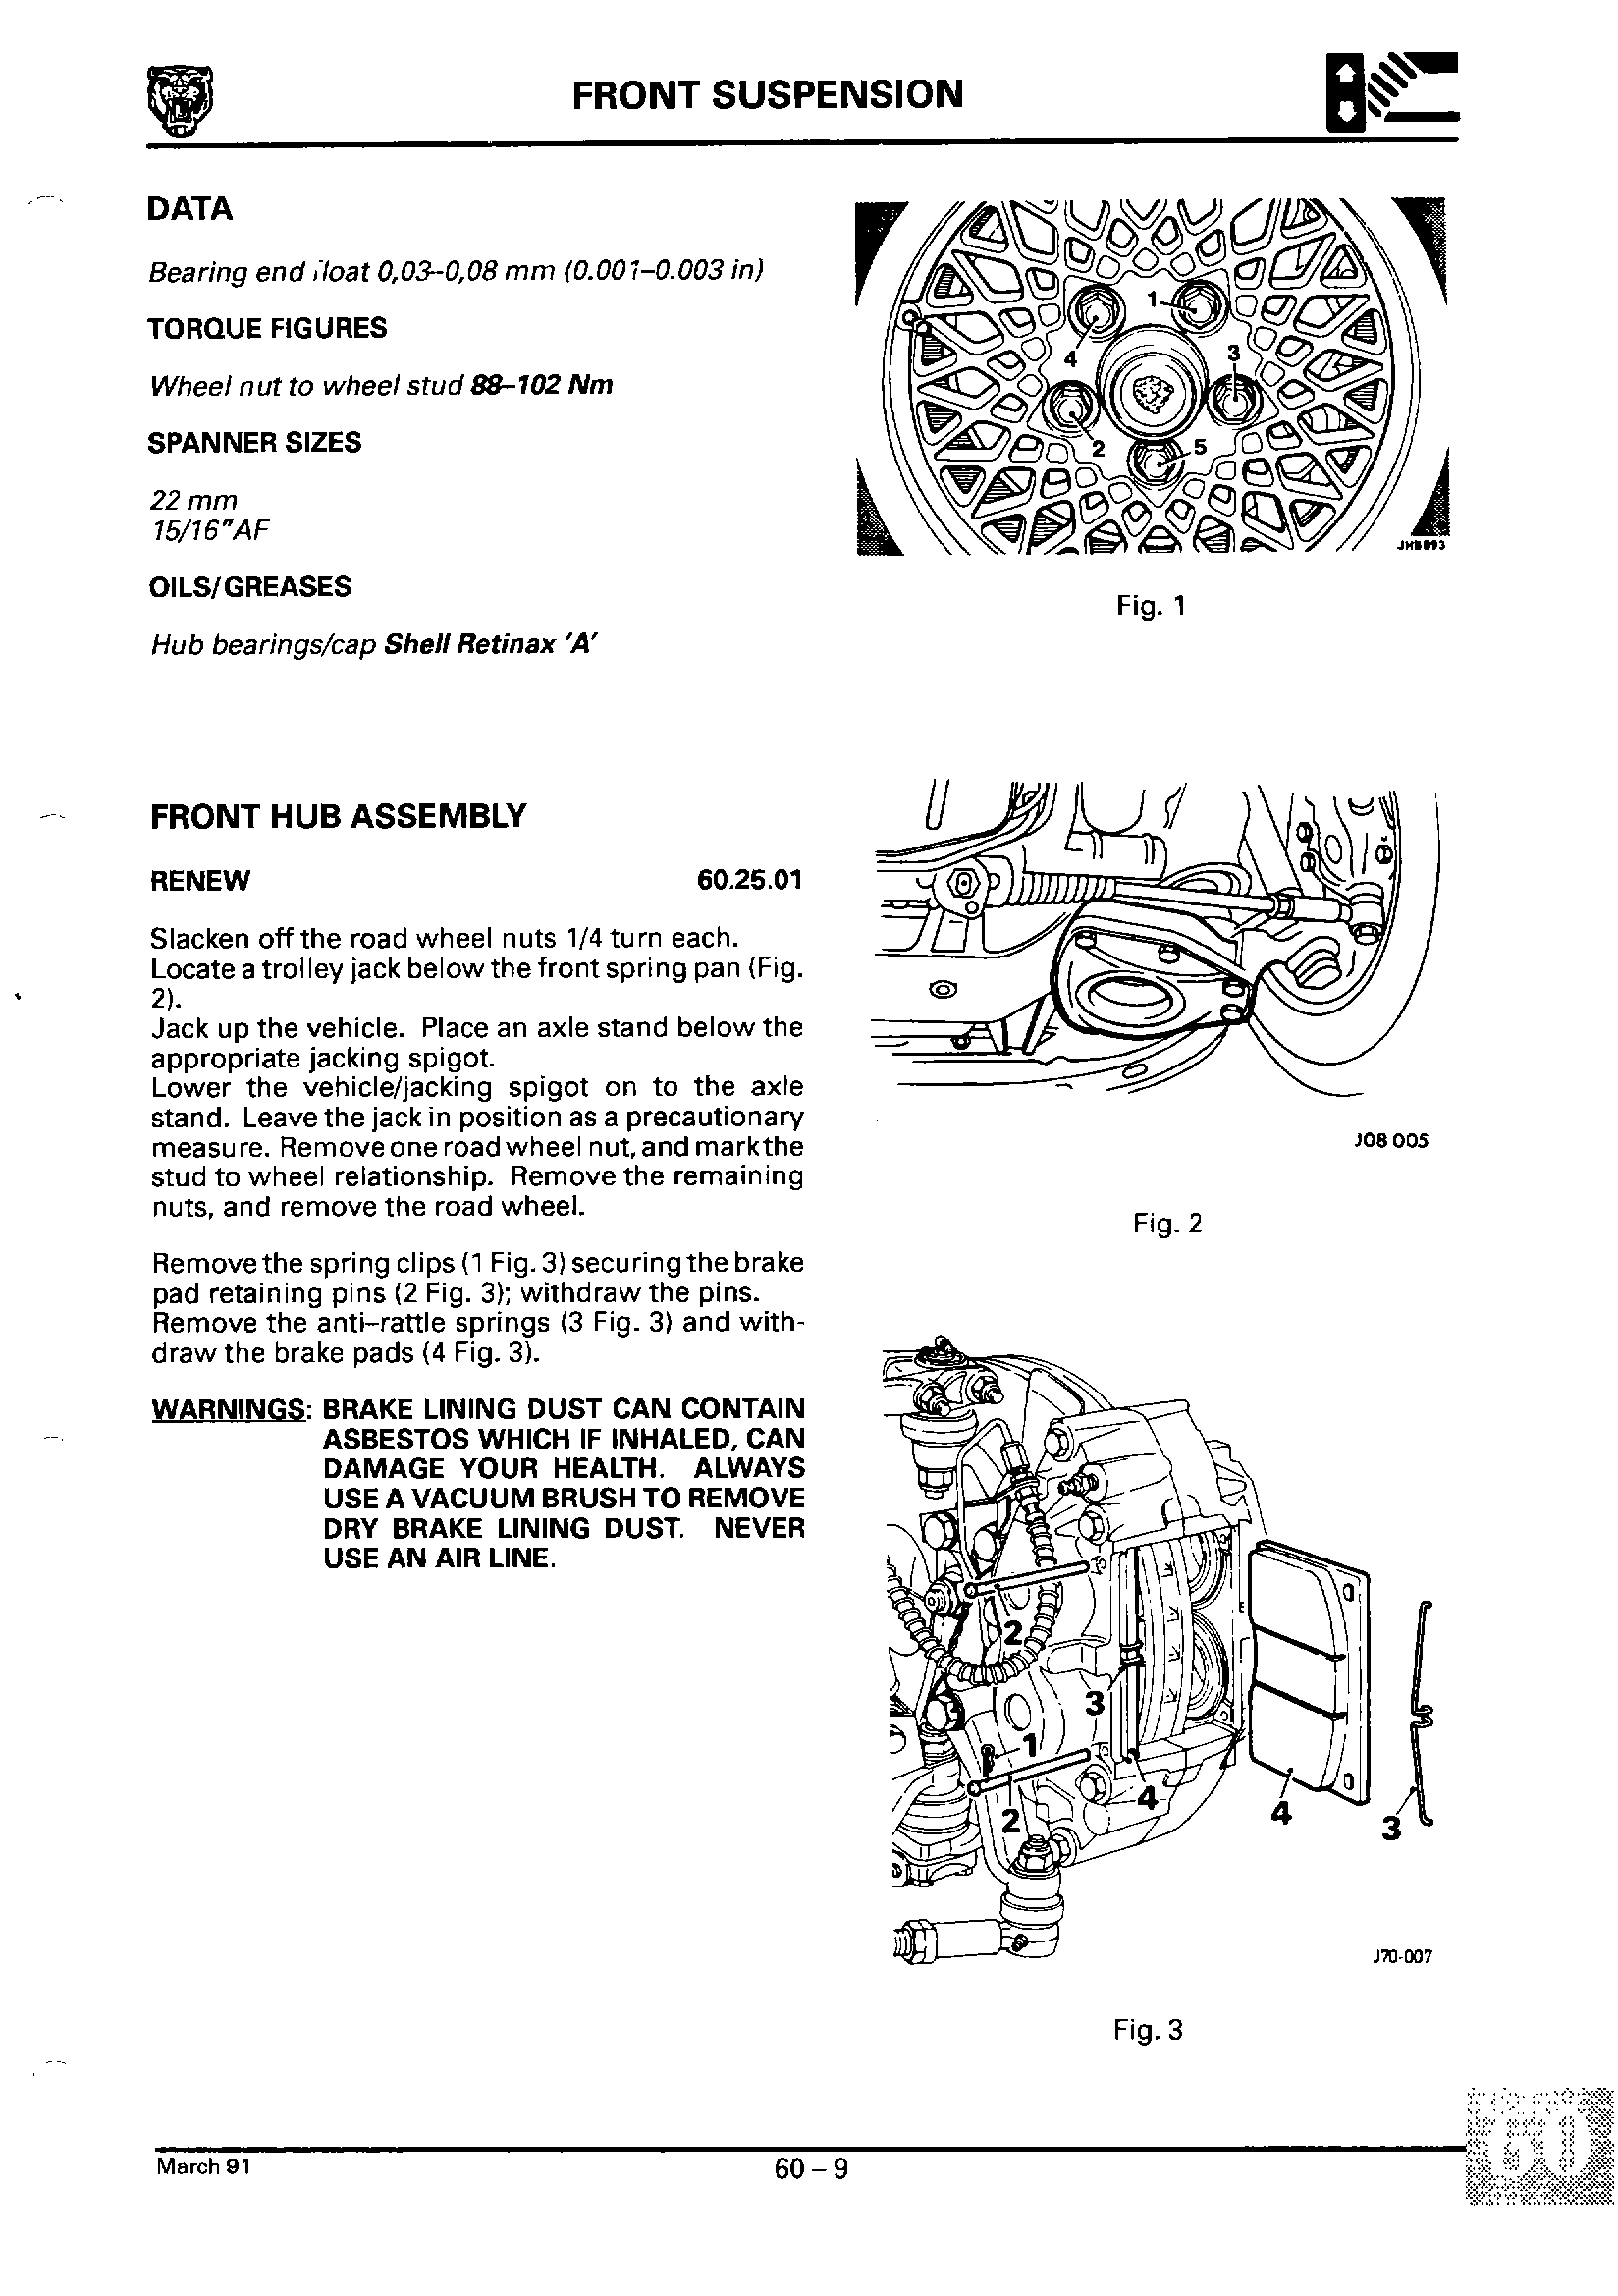 FRONT SUSPENSION
DATA
Bearing end float 0,03–0,08 mm (0.001–0.003 in)
TORQUE FIGURES
Wheel nut to wheel stud 88–102 Nm
SPANNER SIZES
22 mm
15/16"AF
OILS/GREASES
Hub bearings/cap Shell Retinax 'A'
1
4
3
2
5
Fig. 1
FRONT HUB ASSEMBLY
RENEW 60.25.01
Slacken off the road wheel nuts 1/4 turn each.
Locate a trolley jack below the front spring pan (Fig.
2).
Jack up the vehicle. Place an axle stand below the
appropriate jacking spigot.
Lower the vehicle/jacking spigot on to the axle
stand. Leave the jack in position as a precautionary
measure. Remove one road wheel nut, and mark the
stud to wheel relationship. Remove the remaining
nuts, and remove the road wheel.
Remove the spring clips (1 Fig. 3) securing the brake
pad retaining pins (2 Fig. 3); withdraw the pins.
Remove the anti–rattle springs (3 Fig. 3) and with-
draw the brake pads (4 Fig. 3).
WARNINGS: BRAKE LINING DUST CAN CONTAIN
ASBESTOS WHICH IF INHALED, CAN
DAMAGE YOUR HEALTH. ALWAYS
USE A VACUUM BRUSH TO REMOVE
DRY BRAKE LINING DUST. NEVER
USE AN AIR LINE.
J08 005
Fig. 2
2
3
1
4
2
4
3
J70-007
Fig. 3
March 91
60 – 9
60